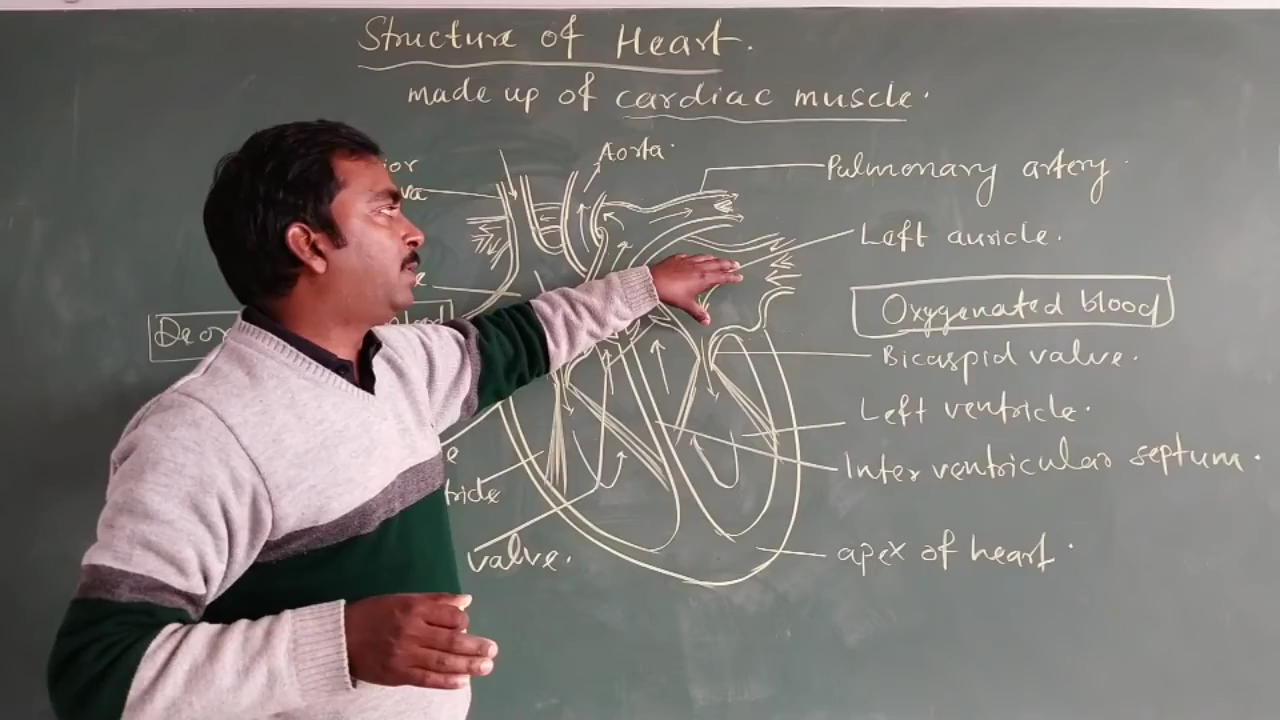 Structure of Heart.
made up of cardiac muscle.
Aorta.
Pulmonary artery.
Left auricle.
Oxygenated blood
Bicaspid valve.
Left ventricle.
Inter ventricular septum.
apex of heart.
valve.